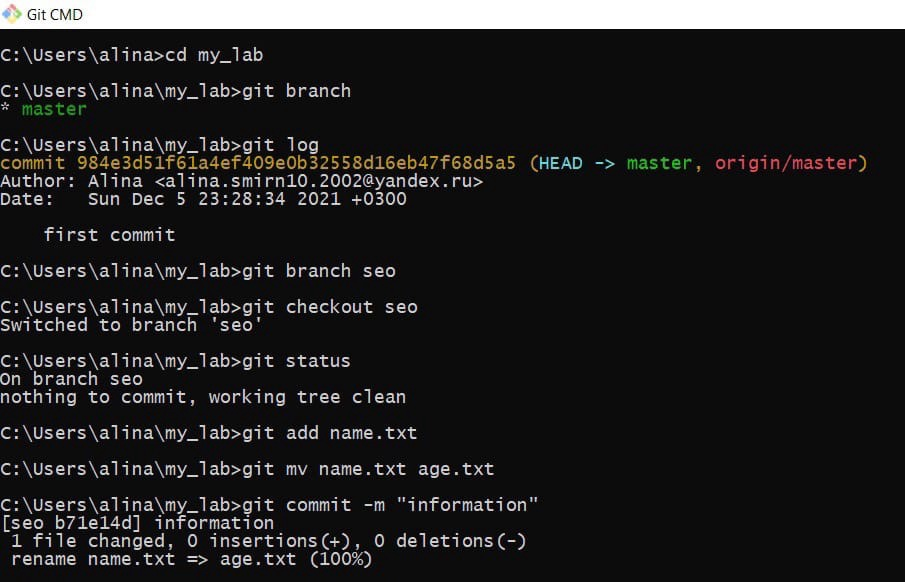 Git CMD
C:\Users\alina>cd my_lab
C:\Users\alina\my_lab>git branch
* master
C:\Users\alina\my_lab>git log
commit 984e3d51f61a4ef409e0b32558d16eb47f68d5a5 (HEAD -> master, origin/master)
Author: Alina <alina.smirn10.2002@yandex.ru>
Date:   Sun Dec 5 23:28:34 2021 +0300
    first commit
C:\Users\alina\my_lab>git branch seo
C:\Users\alina\my_lab>git checkout seo
Switched to branch 'seo'
C:\Users\alina\my_lab>git status
On branch seo
nothing to commit, working tree clean
C:\Users\alina\my_lab>git add name.txt
C:\Users\alina\my_lab>git mv name.txt age.txt
C:\Users\alina\my_lab>git commit -m "information"
[seo b71e14d] information
 1 file changed, 0 insertions(+), 0 deletions(-)
 rename name.txt => age.txt (100%)